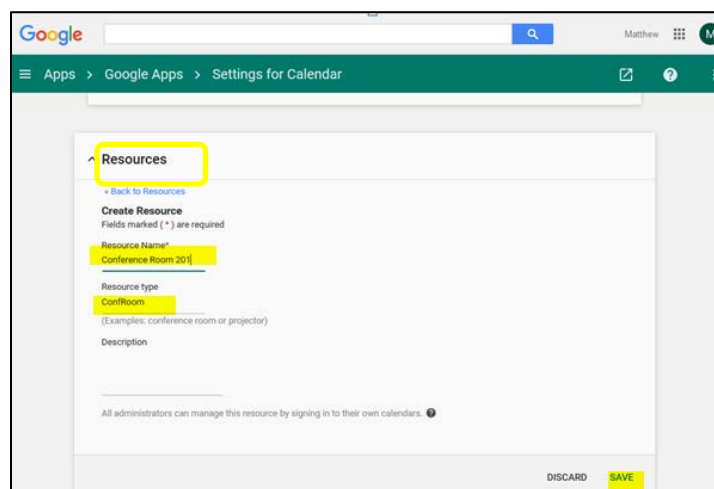 Google Matthew M
Apps > Google Apps > Settings for Calendar
Resources
« Back to Resources
Create Resource
Fields marked ( * ) are required
Resource Name*
Conference Room 201
Resource type
ConfRoom
(Examples: conference room or projector)
Description
All administrators can manage this resource by signing in to their own calendars. ?
DISCARD SAVE